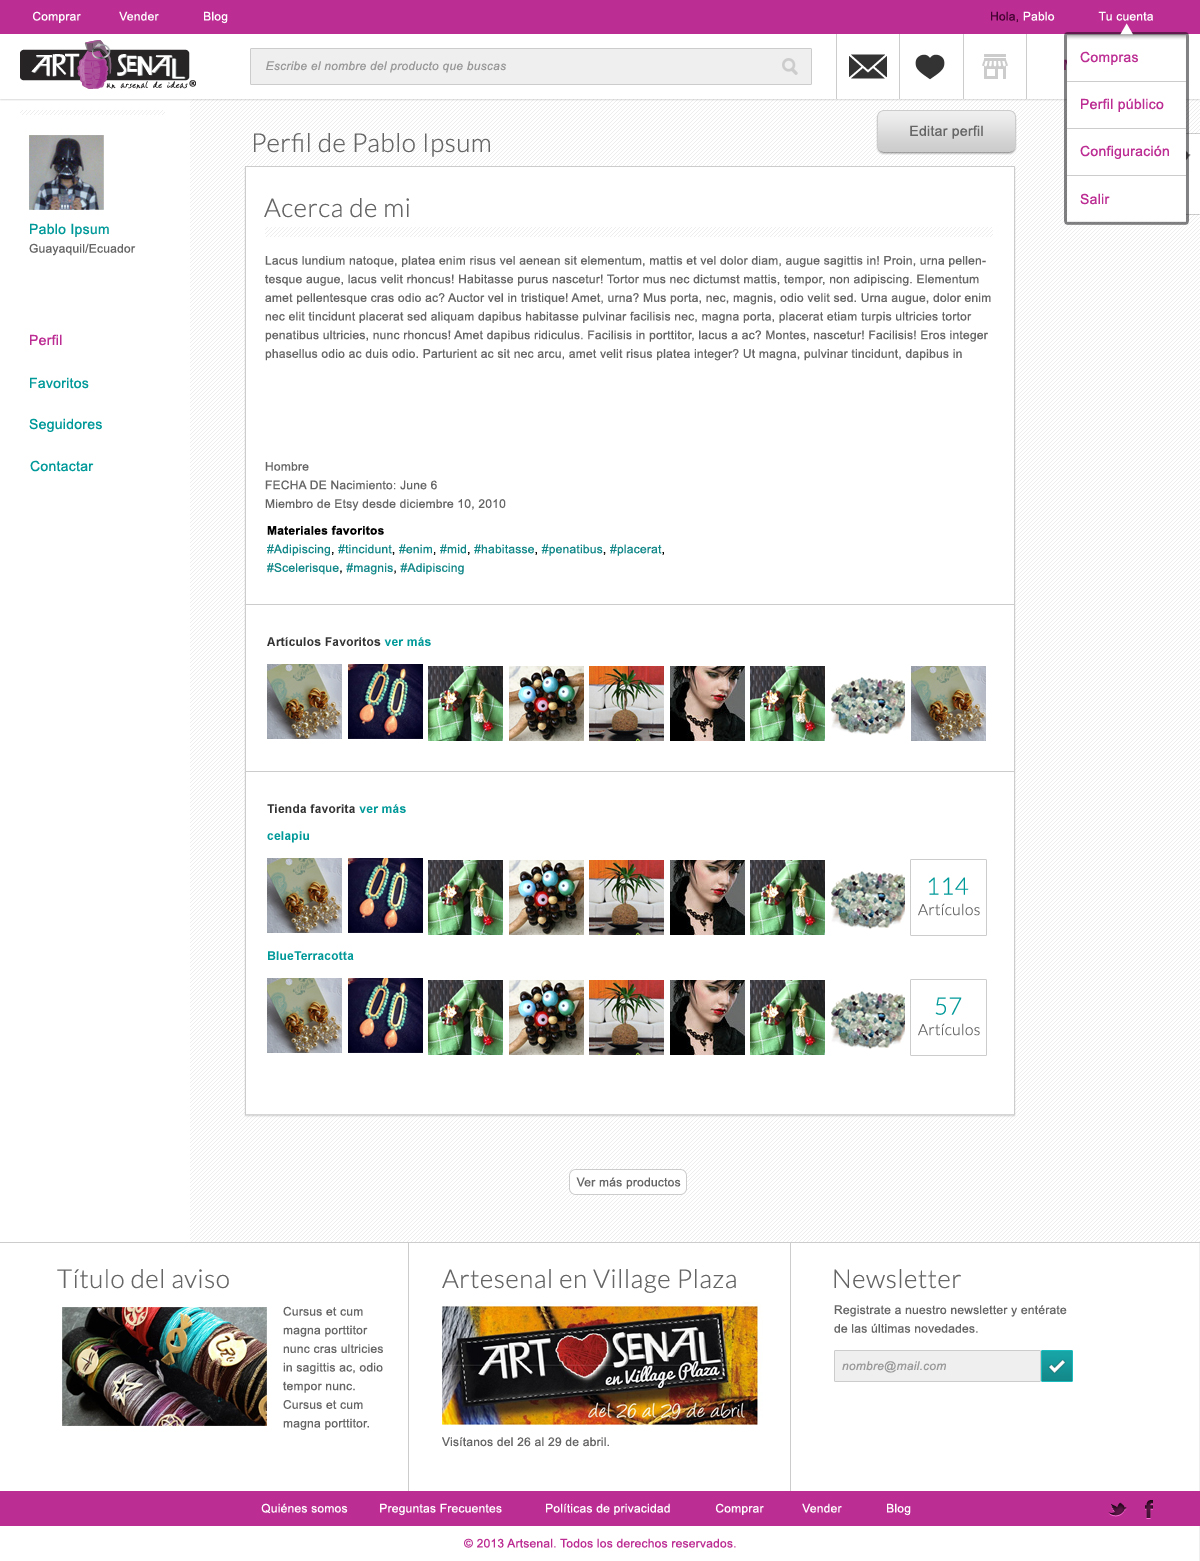 Comprar Vender Blog Hola, Pablo Tu cuenta
ARTSENAL®
un arsenal de ideas
Escribe el nombre del producto que buscas
Compras
Perfil público
Configuración
Salir
Pablo Ipsum
Guayaquil/Ecuador
Perfil
Favoritos
Seguidores
Contactar
Perfil de Pablo Ipsum
Editar perfil
Acerca de mi
Lacus lundium natoque, platea enim risus vel aenean sit elementum, mattis et vel dolor diam, augue sagittis in! Proin, urna pellen-
tesque augue, lacus velit rhoncus! Habitasse purus nascetur! Tortor mus nec dictumst mattis, tempor, non adipiscing. Elementum
amet pellentesque cras odio ac? Auctor vel in tristique! Amet, urna? Mus porta, nec, magnis, odio velit sed. Urna augue, dolor enim
nec elit tincidunt placerat sed aliquam dapibus habitasse pulvinar facilisis nec, magna porta, placerat etiam turpis ultricies tortor
penatibus ultricies, nunc rhoncus! Amet dapibus ridiculus. Facilisis in porttitor, lacus a ac? Montes, nascetur! Facilisis! Eros integer
phasellus odio ac duis odio. Parturient ac sit nec arcu, amet velit risus platea integer? Ut magna, pulvinar tincidunt, dapibus in
Hombre
FECHA DE Nacimiento: June 6
Miembro de Etsy desde diciembre 10, 2010
Materiales favoritos
#Adipiscing, #tincidunt, #enim, #mid, #habitasse, #penatibus, #placerat,
#Scelerisque, #magnis, #Adipiscing
Artículos Favoritos ver más
Tienda favorita ver más
celapiu
114
Artículos
BlueTerracotta
57
Artículos
Ver más productos
Título del aviso
Cursus et cum
magna porttitor
nunc cras ultricies
in sagittis ac, odio
tempor nunc.
Cursus et cum
magna porttitor.
Artesenal en Village Plaza
ART SENAL
en Village Plaza
del 26 al 29 de abril
Visítanos del 26 al 29 de abril.
Newsletter
Registrate a nuestro newsletter y entérate
de las últimas novedades.
nombre@mail.com
Quiénes somos Preguntas Frecuentes Políticas de privacidad Comprar Vender Blog
© 2013 Artsenal. Todos los derechos reservados.